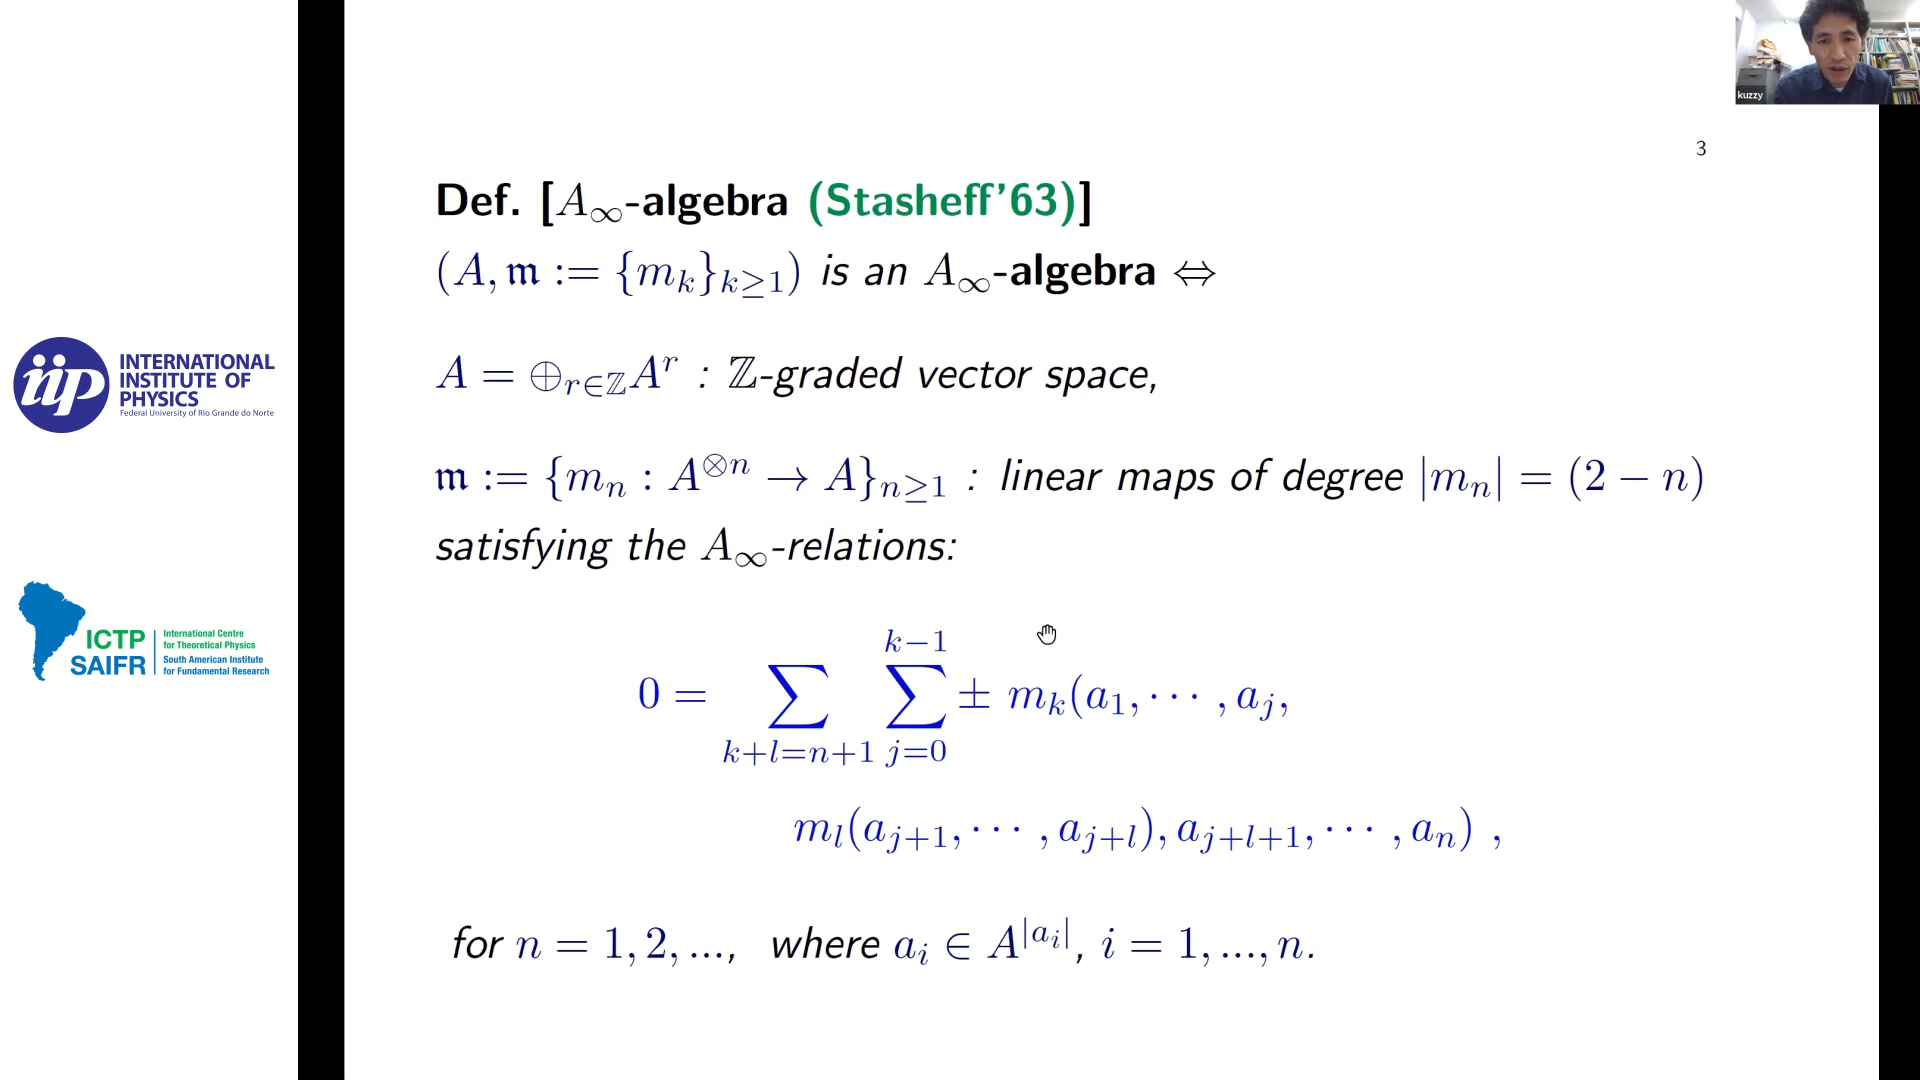 kuzzy
3
Def. [A∞-algebra (Stasheff'63)]
(A, 𝔪 := {m_k}_{k≥1}) is an A∞-algebra ⇔
A = ⊕_{r∈ℤ} A^r : ℤ-graded vector space,
𝔪 := {m_n : A^{⊗n} → A}_{n≥1} : linear maps of degree |m_n| = (2 − n)
satisfying the A∞-relations:
0 = ∑_{k+l=n+1} ∑_{j=0}^{k−1} ± m_k(a_1, ⋯ , a_j,
m_l(a_{j+1}, ⋯ , a_{j+l}), a_{j+l+1}, ⋯ , a_n) ,
for n = 1, 2, ..., where a_i ∈ A^{|a_i|}, i = 1, ..., n.
iip
INTERNATIONAL
INSTITUTE OF
PHYSICS
Federal University of Rio Grande do Norte
ICTP
SAIFR
International Centre
for Theoretical Physics
South American Institute
for Fundamental Research